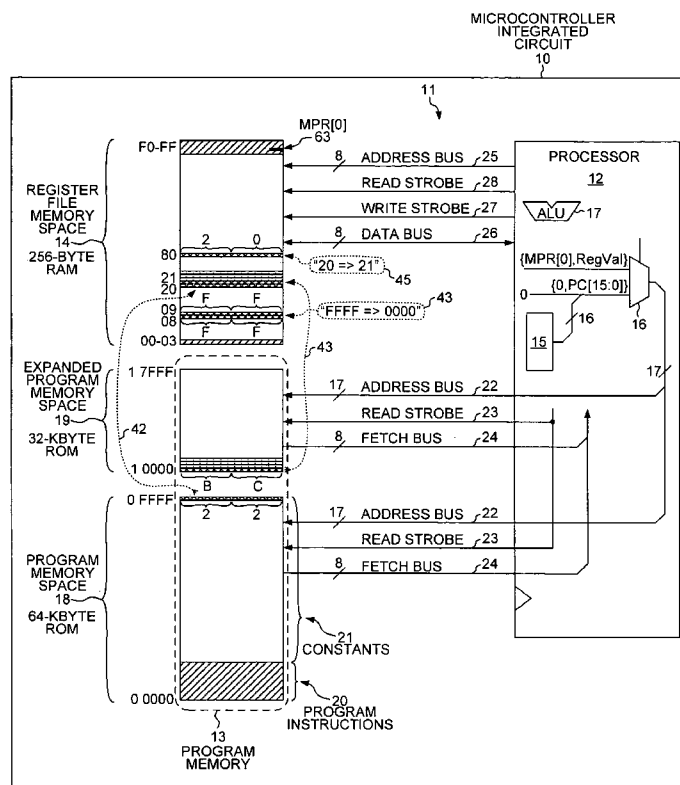 MICROCONTROLLER
INTEGRATED
CIRCUIT
10
11
MPR[0]
63
F0-FF
REGISTER
FILE
MEMORY
SPACE
14
256-BYTE
RAM
8 ADDRESS BUS 25
READ STROBE 28
WRITE STROBE 27
8 DATA BUS 26
PROCESSOR
12
ALU 17
2 0
80
"20 => 21"
45
21
20
F F
09
08
"FFFF => 0000"
43
F F
00-03
43
{MPR[0],RegVal}
0 {0,PC[15:0]}
16
16
15
17
EXPANDED
PROGRAM
MEMORY
SPACE
19
32-KBYTE
ROM
1 7FFF
17 ADDRESS BUS 22
READ STROBE 23
8 FETCH BUS 24
42
1 0000
B C
0 FFFF
2 2
17 ADDRESS BUS 22
READ STROBE 23
8 FETCH BUS 24
PROGRAM
MEMORY
SPACE
18
64-KBYTE
ROM
21
CONSTANTS
0 0000
20
PROGRAM
INSTRUCTIONS
13
PROGRAM
MEMORY